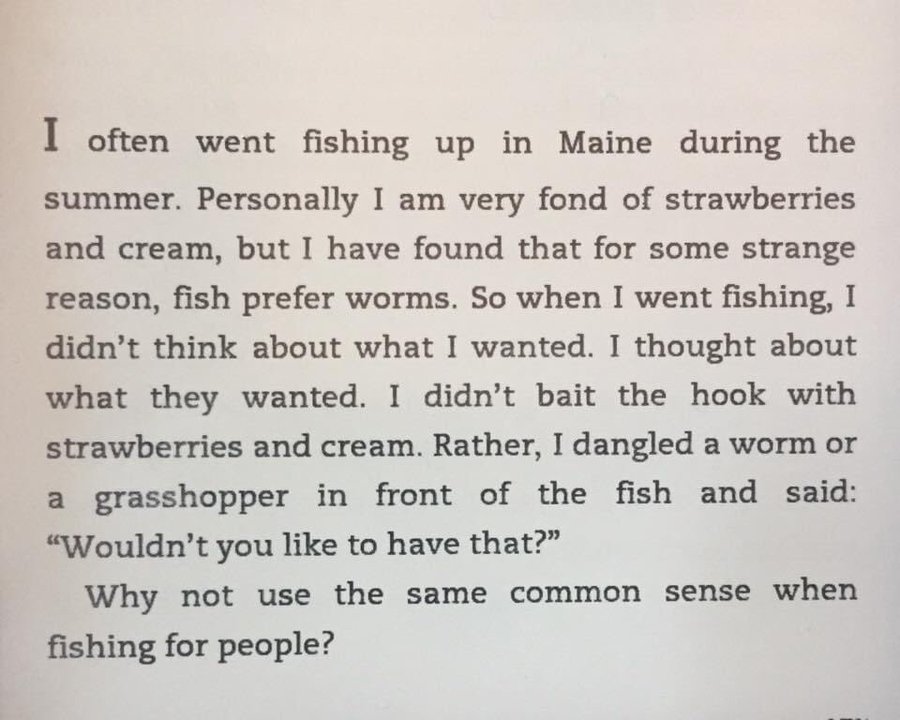 I often went fishing up in Maine during the
summer. Personally I am very fond of strawberries
and cream, but I have found that for some strange
reason, fish prefer worms. So when I went fishing, I
didn’t think about what I wanted. I thought about
what they wanted. I didn’t bait the hook with
strawberries and cream. Rather, I dangled a worm or
a grasshopper in front of the fish and said:
“Wouldn’t you like to have that?”
Why not use the same common sense when
fishing for people?